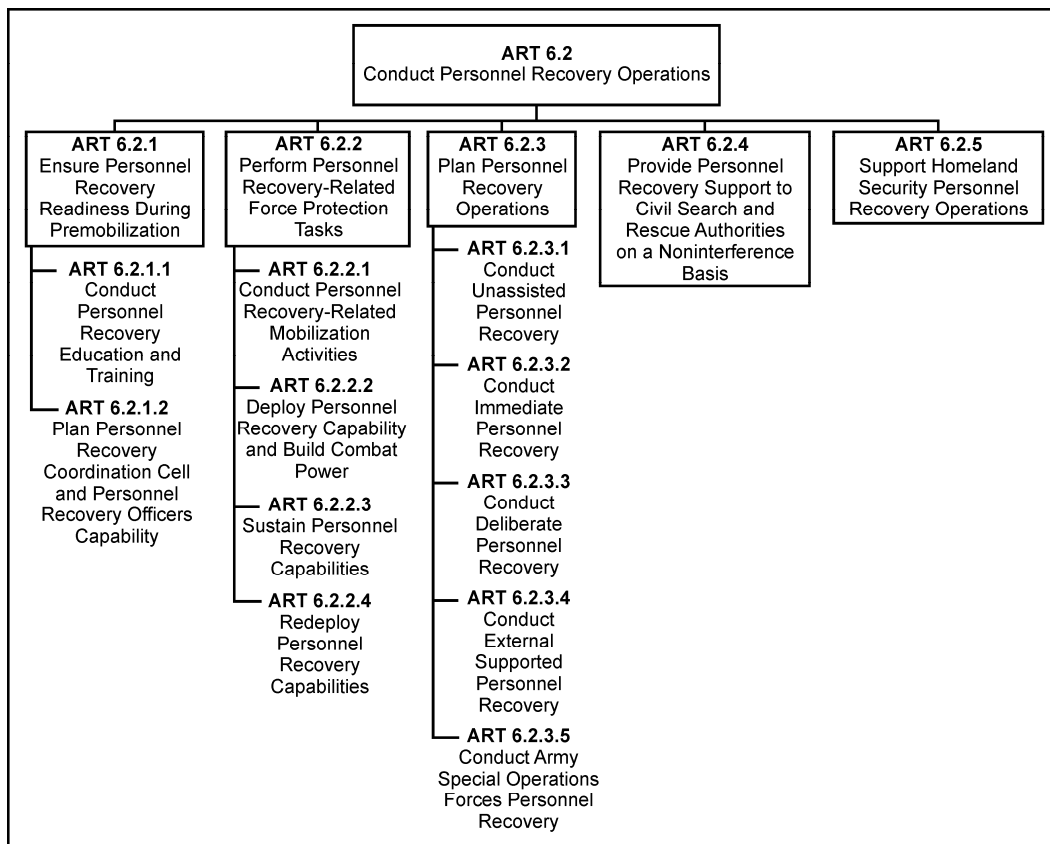 ART 6.2
Conduct Personnel Recovery Operations
ART 6.2.1
Ensure Personnel
Recovery
Readiness During
Premobilization
ART 6.2.1.1
Conduct
Personnel
Recovery
Education and
Training
ART 6.2.1.2
Plan Personnel
Recovery
Coordination Cell
and Personnel
Recovery Officers
Capability
ART 6.2.2
Perform Personnel
Recovery-Related
Force Protection
Tasks
ART 6.2.2.1
Conduct Personnel
Recovery-Related
Mobilization
Activities
ART 6.2.2.2
Deploy Personnel
Recovery Capability
and Build Combat
Power
ART 6.2.2.3
Sustain Personnel
Recovery
Capabilities
ART 6.2.2.4
Redeploy
Personnel
Recovery
Capabilities
ART 6.2.3
Plan Personnel
Recovery
Operations
ART 6.2.3.1
Conduct
Unassisted
Personnel
Recovery
ART 6.2.3.2
Conduct
Immediate
Personnel
Recovery
ART 6.2.3.3
Conduct
Deliberate
Personnel
Recovery
ART 6.2.3.4
Conduct
External
Supported
Personnel
Recovery
ART 6.2.3.5
Conduct Army
Special Operations
Forces Personnel
Recovery
ART 6.2.4
Provide Personnel
Recovery Support to
Civil Search and
Rescue Authorities
on a Noninterference
Basis
ART 6.2.5
Support Homeland
Security Personnel
Recovery Operations